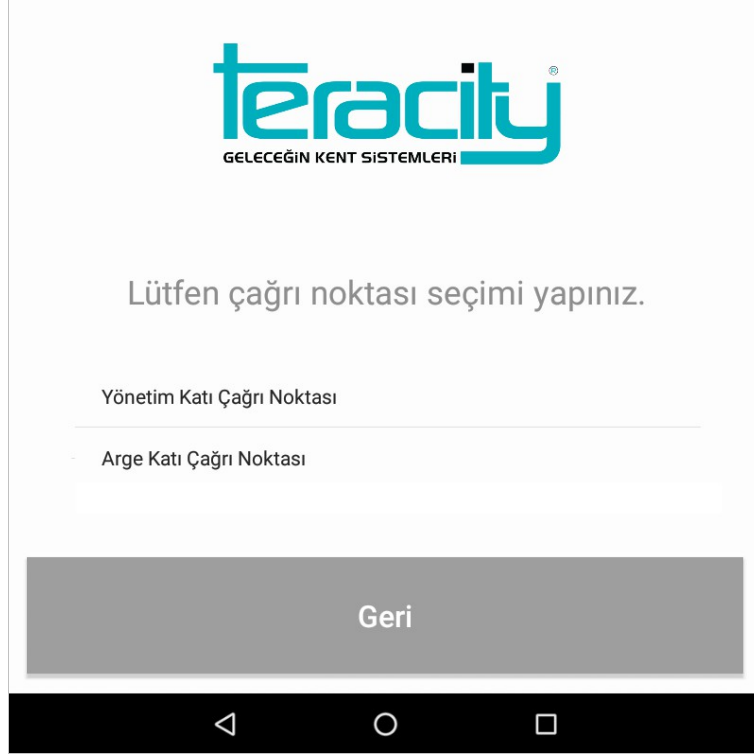 teracity®
GELECEĞİN KENT SİSTEMLERİ
Lütfen çağrı noktası seçimi yapınız.
Yönetim Katı Çağrı Noktası
Arge Katı Çağrı Noktası
Geri